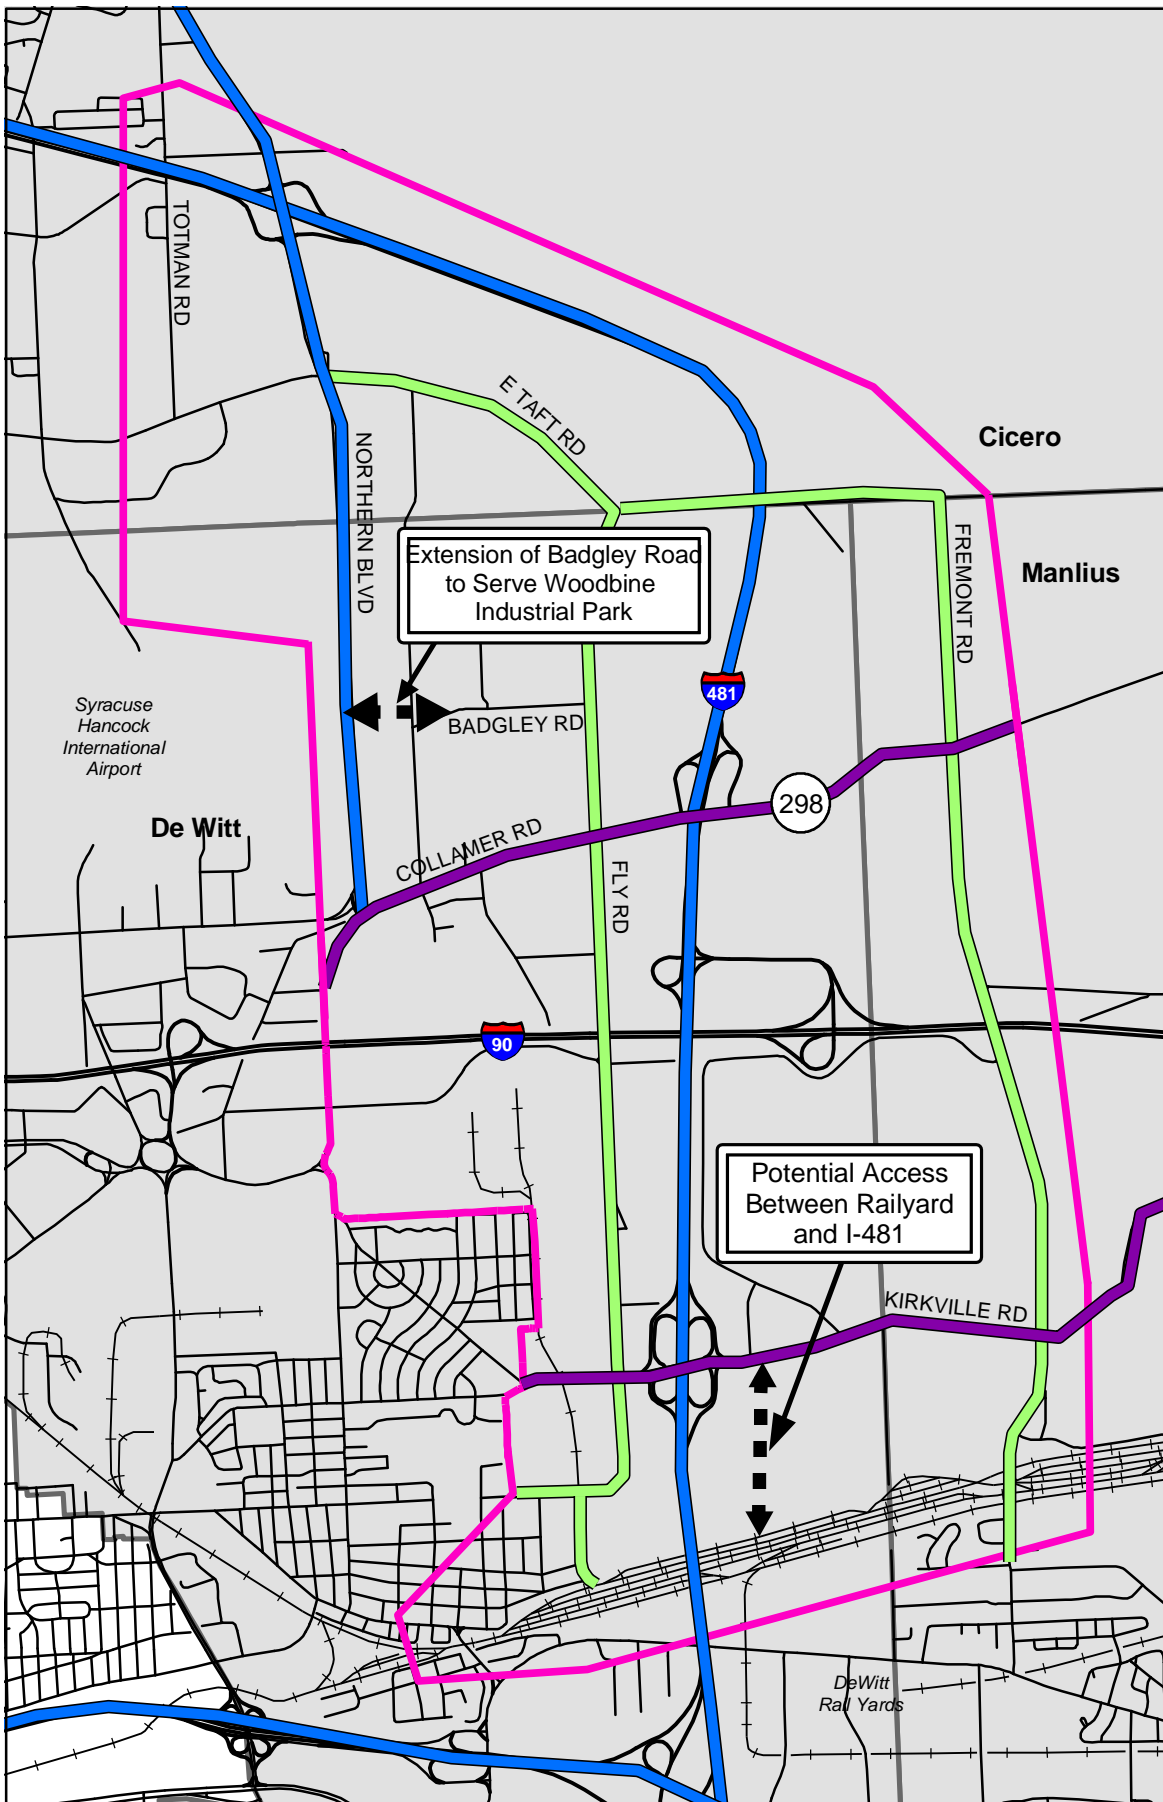 TOTMAN RD
E TAFT RD
Cicero
NORTHERN BLVD
FREMONT RD
Extension of Badgley Road
to Serve Woodbine
Industrial Park
Manlius
481
Syracuse
Hancock
International
Airport
BADGLEY RD
298
De Witt
COLLAMER RD
FLY RD
90
Potential Access
Between Railyard
and I-481
KIRKVILLE RD
DeWitt
Rail Yards